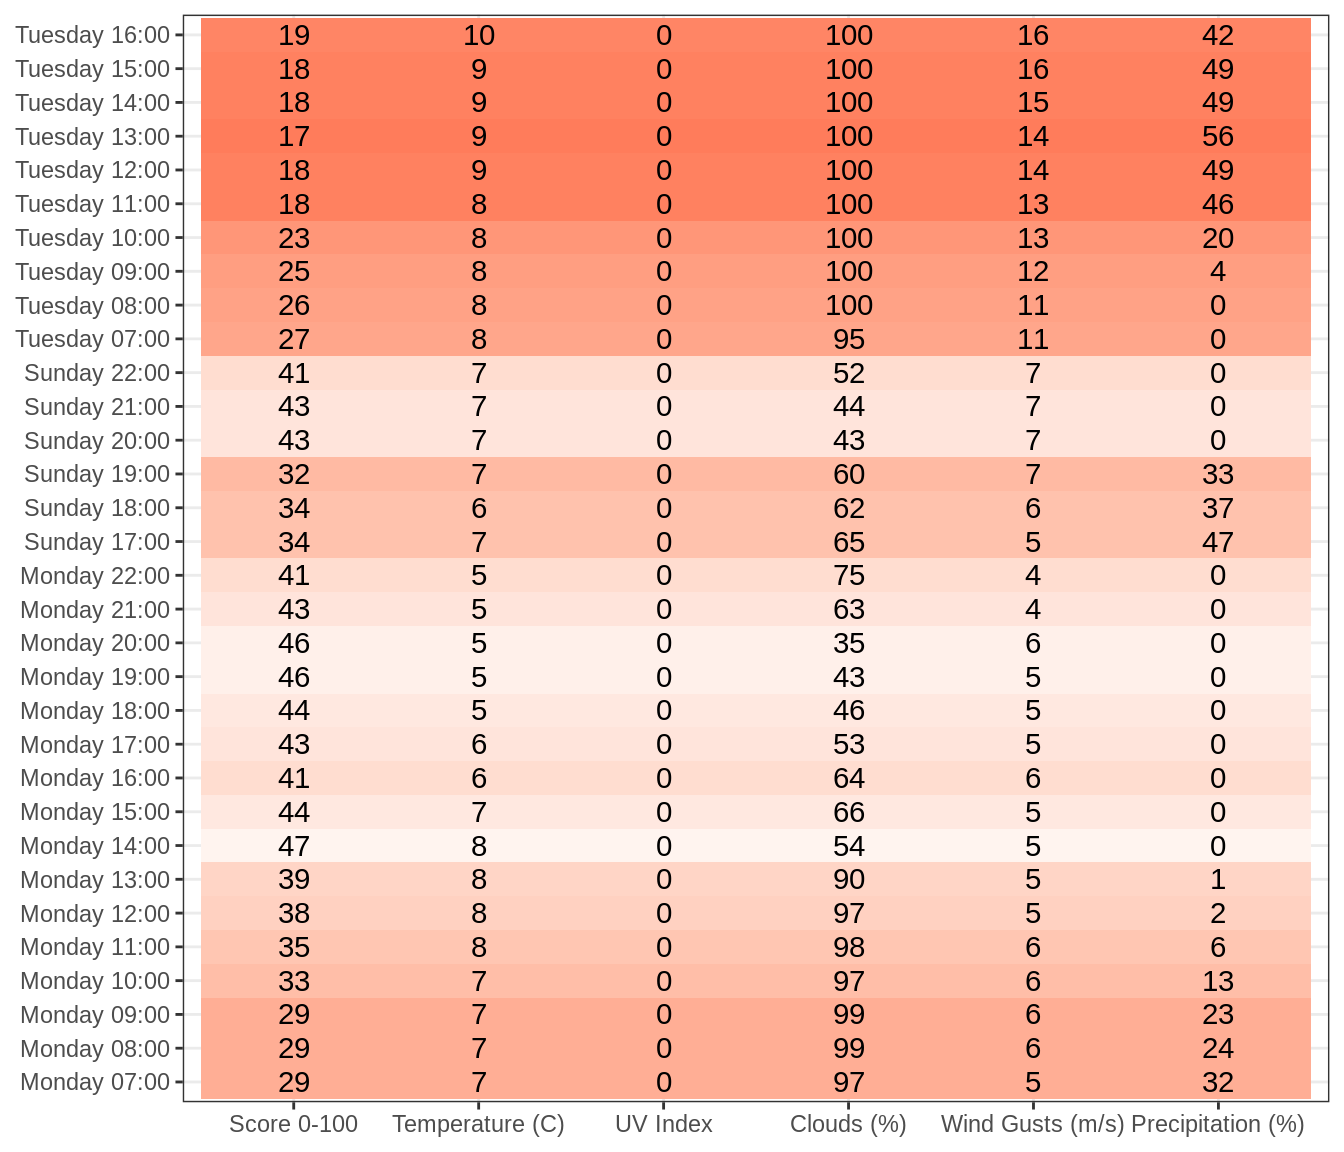 Tuesday 16:00 19 10 0 100 16 42
Tuesday 15:00 18 9 0 100 16 49
Tuesday 14:00 18 9 0 100 15 49
Tuesday 13:00 17 9 0 100 14 56
Tuesday 12:00 18 9 0 100 14 49
Tuesday 11:00 18 8 0 100 13 46
Tuesday 10:00 23 8 0 100 13 20
Tuesday 09:00 25 8 0 100 12 4
Tuesday 08:00 26 8 0 100 11 0
Tuesday 07:00 27 8 0 95 11 0
Sunday 22:00 41 7 0 52 7 0
Sunday 21:00 43 7 0 44 7 0
Sunday 20:00 43 7 0 43 7 0
Sunday 19:00 32 7 0 60 7 33
Sunday 18:00 34 6 0 62 6 37
Sunday 17:00 34 7 0 65 5 47
Monday 22:00 41 5 0 75 4 0
Monday 21:00 43 5 0 63 4 0
Monday 20:00 46 5 0 35 6 0
Monday 19:00 46 5 0 43 5 0
Monday 18:00 44 5 0 46 5 0
Monday 17:00 43 6 0 53 5 0
Monday 16:00 41 6 0 64 6 0
Monday 15:00 44 7 0 66 5 0
Monday 14:00 47 8 0 54 5 0
Monday 13:00 39 8 0 90 5 1
Monday 12:00 38 8 0 97 5 2
Monday 11:00 35 8 0 98 6 6
Monday 10:00 33 7 0 97 6 13
Monday 09:00 29 7 0 99 6 23
Monday 08:00 29 7 0 99 6 24
Monday 07:00 29 7 0 97 5 32
Score 0-100 Temperature (C) UV Index Clouds (%) Wind Gusts (m/s) Precipitation (%)